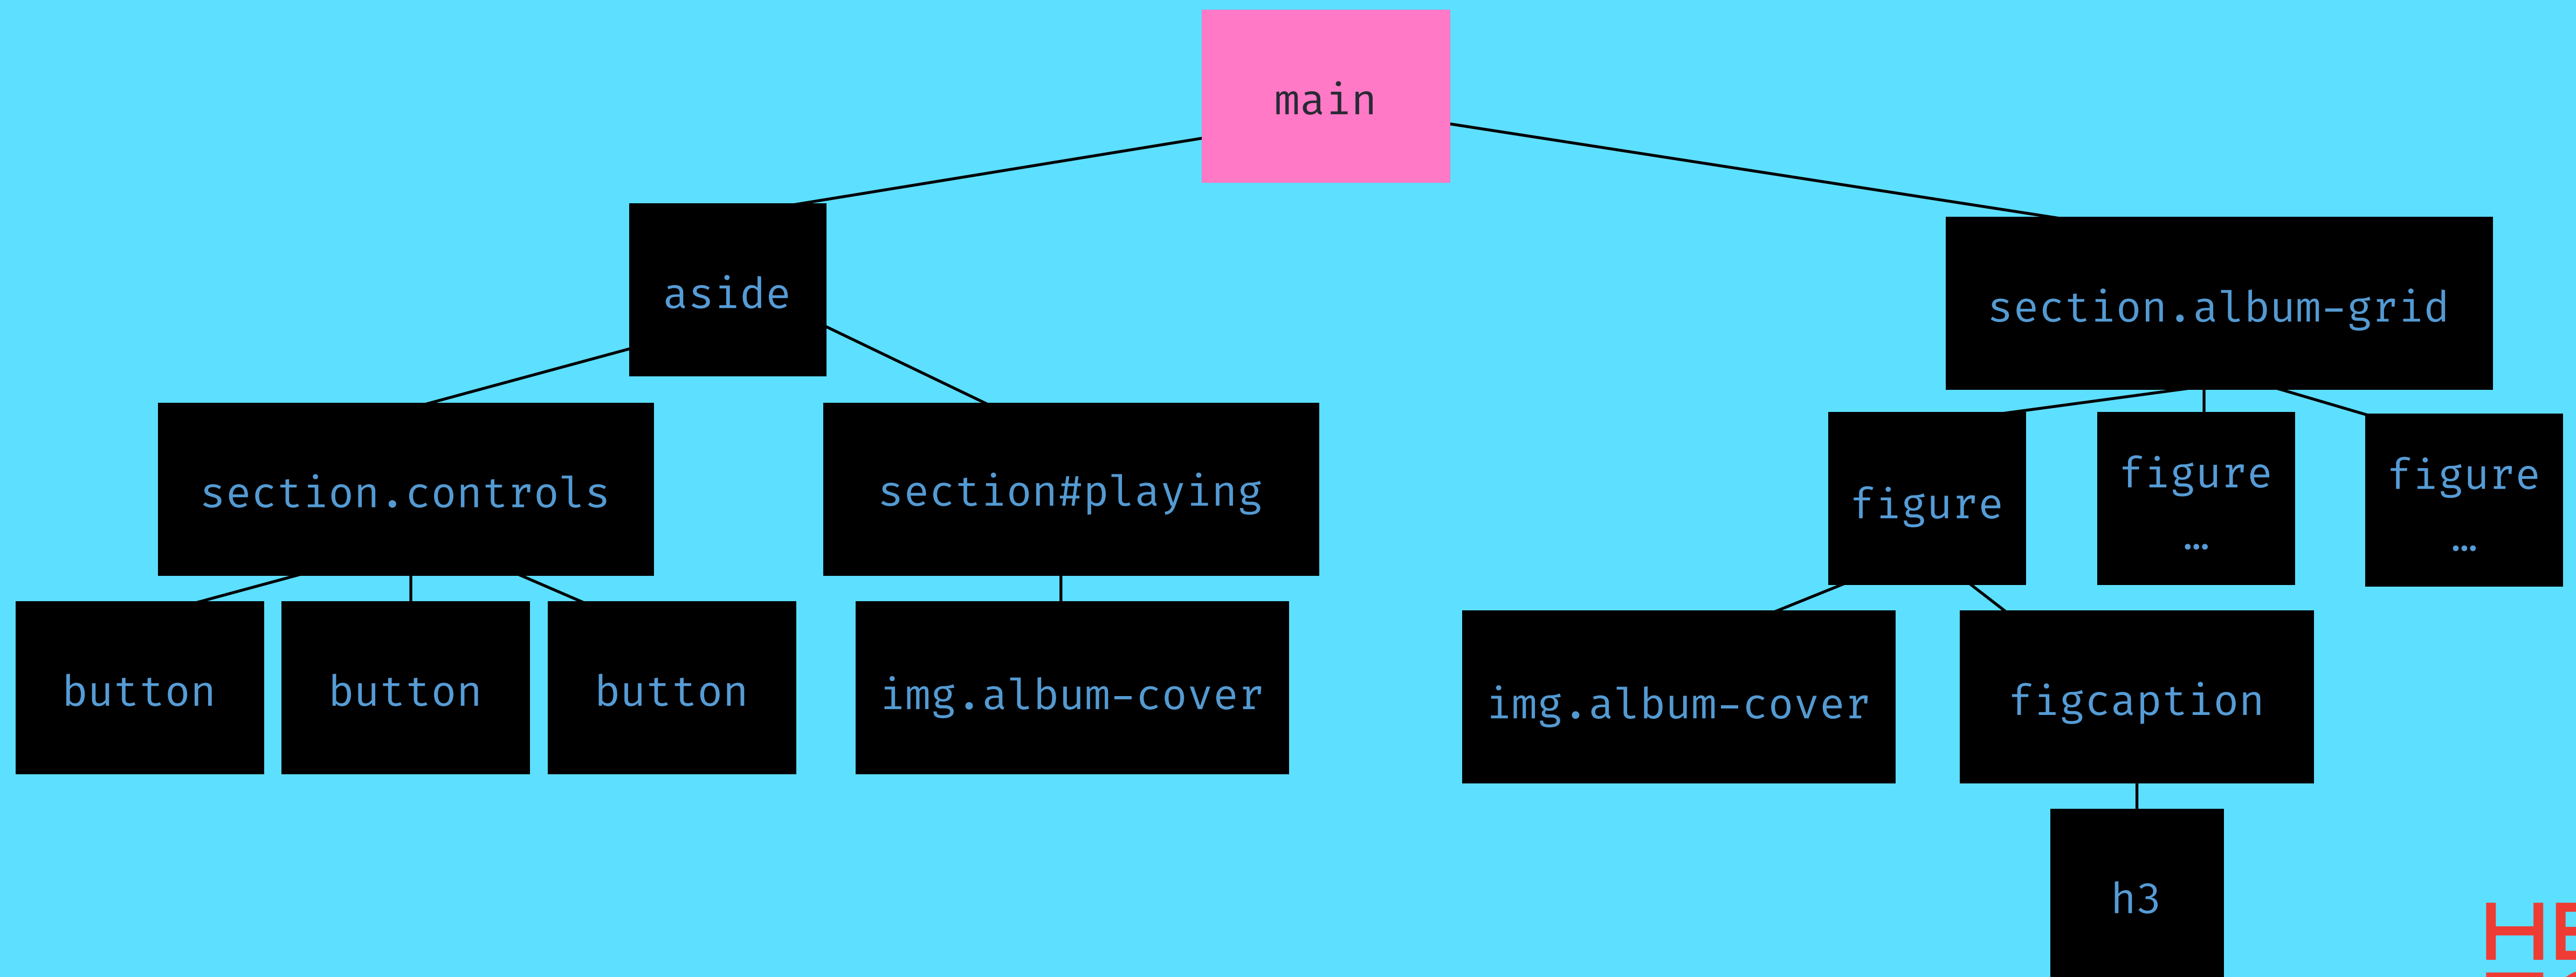 main
aside
section.album-grid
section.controls
section#playing
figure
figure
…
figure
…
button
button
button
img.album-cover
img.album-cover
figcaption
h3